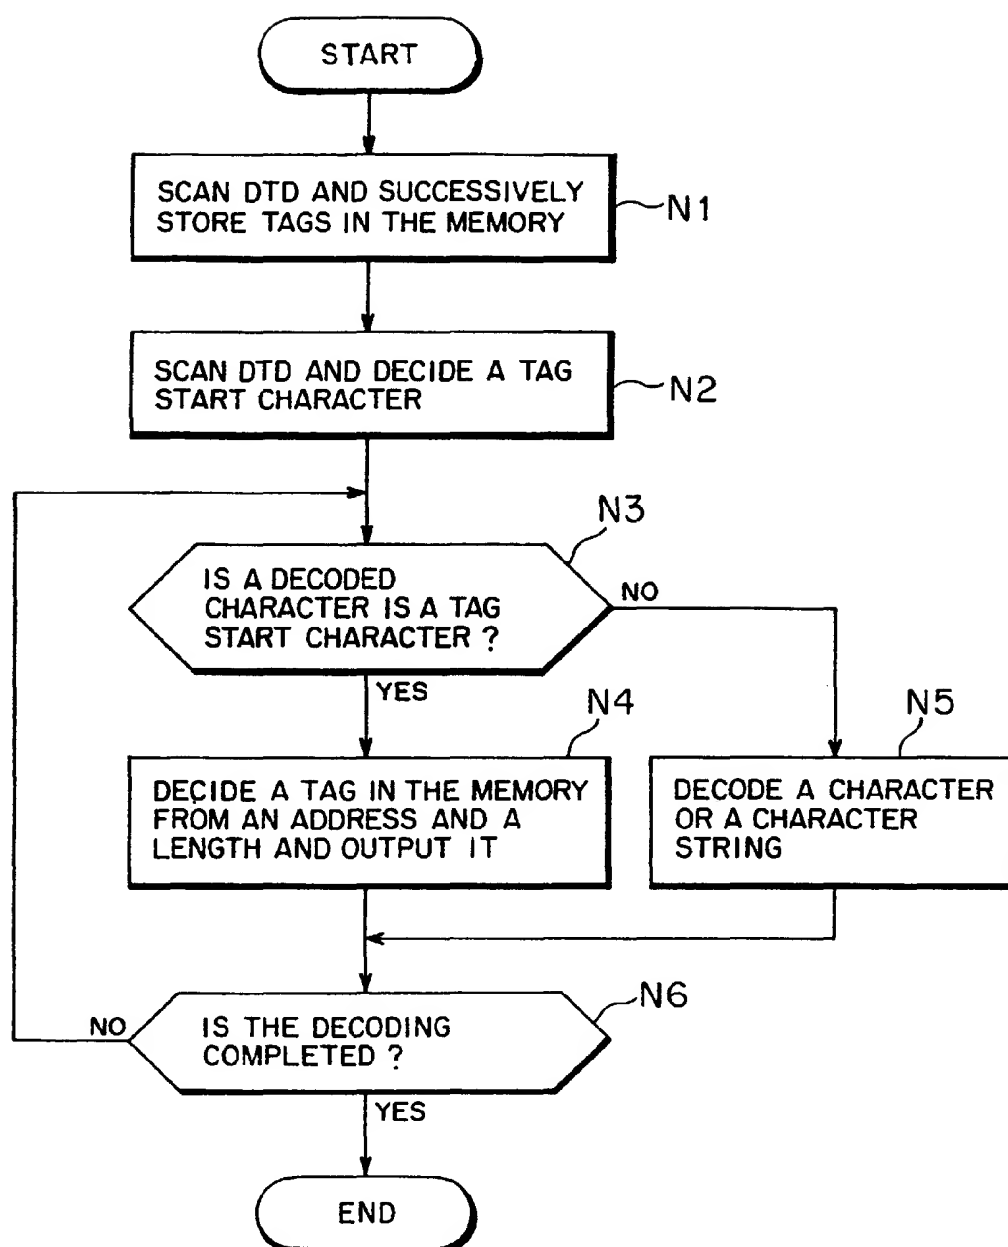 START
SCAN DTD AND SUCCESSIVELY
STORE TAGS IN THE MEMORY
N1
SCAN DTD AND DECIDE A TAG
START CHARACTER
N2
N3
IS A DECODED
CHARACTER IS A TAG
START CHARACTER ?
NO
YES
N4
N5
DECIDE A TAG IN THE MEMORY
FROM AN ADDRESS AND A
LENGTH AND OUTPUT IT
DECODE A CHARACTER
OR A CHARACTER
STRING
N6
NO
IS THE DECODING
COMPLETED ?
YES
END